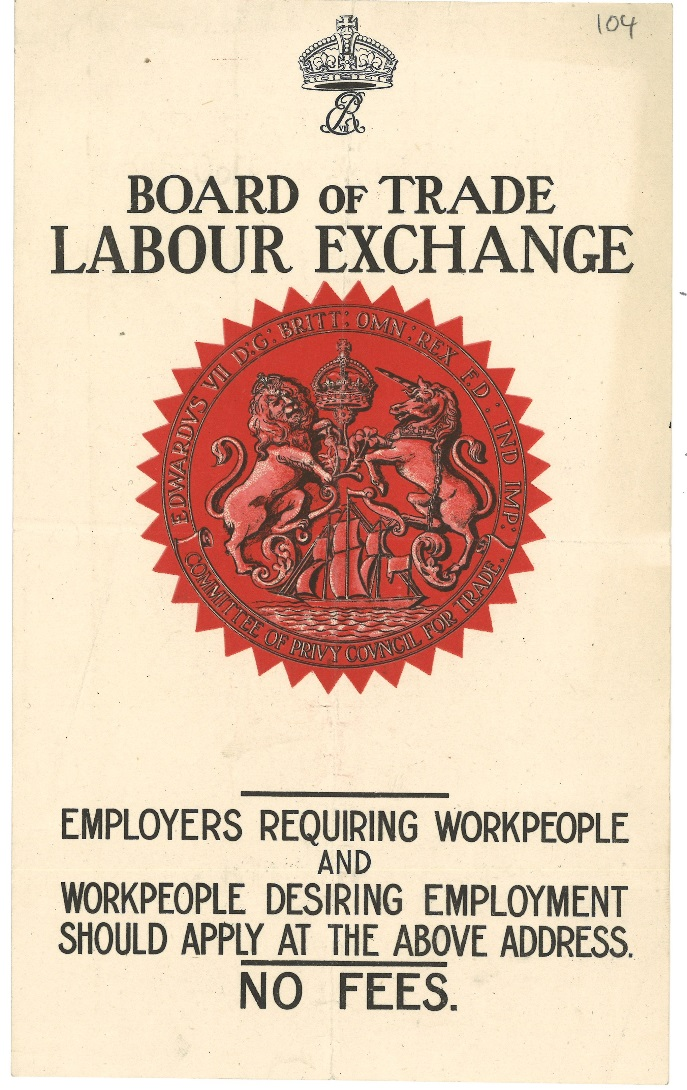 104
E R VII
BOARD OF TRADE
LABOUR EXCHANGE
EDWARDVS VII D:G: BRITT: OMN: REX F.D: IND IMP:
COMMITTEE OF PRIVY COVNCIL FOR TRADE.
EMPLOYERS REQUIRING WORKPEOPLE
AND
WORKPEOPLE DESIRING EMPLOYMENT
SHOULD APPLY AT THE ABOVE ADDRESS.
NO FEES.